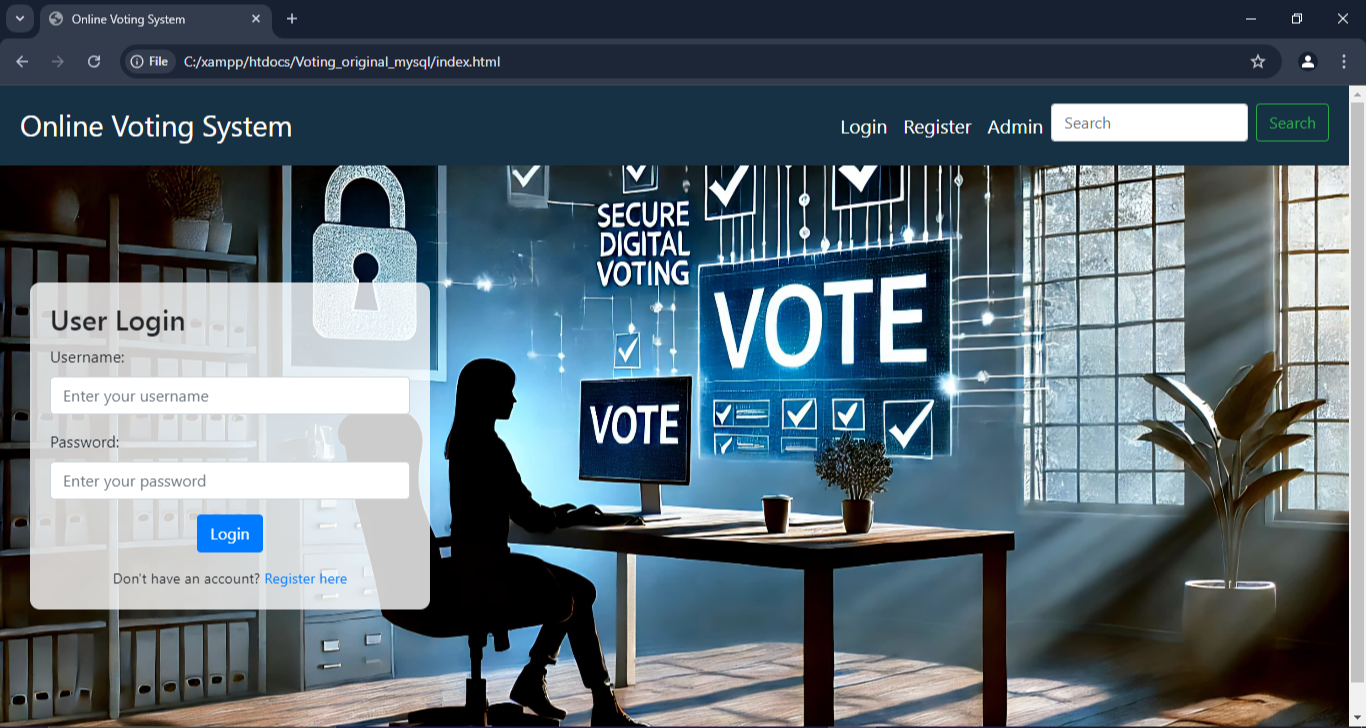 Online Voting System
File C:/xampp/htdocs/Voting_original_mysql/index.html
Online Voting System Login Register Admin Search Search
SECURE
DIGITAL
VOTING
VOTE
VOTE
User Login
Username:
Enter your username
Password:
Enter your password
Login
Don't have an account? Register here